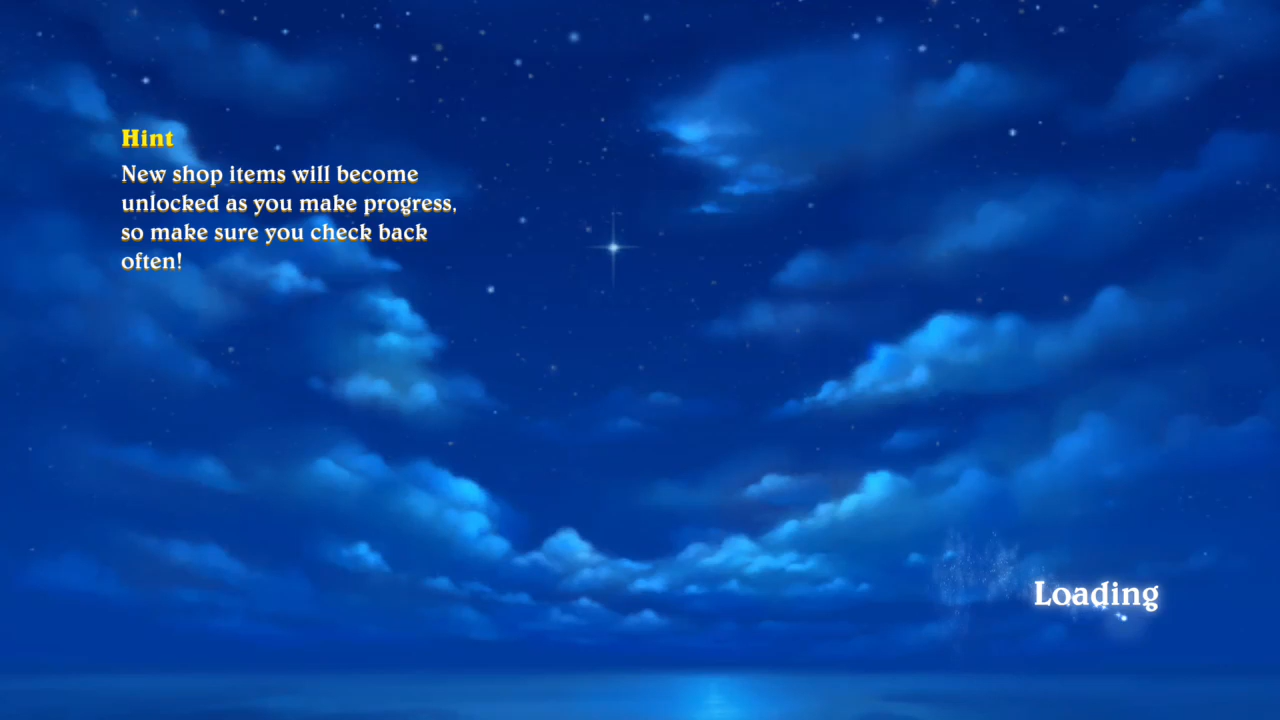 Hint
New shop items will become
unlocked as you make progress,
so make sure you check back
often!
Loading